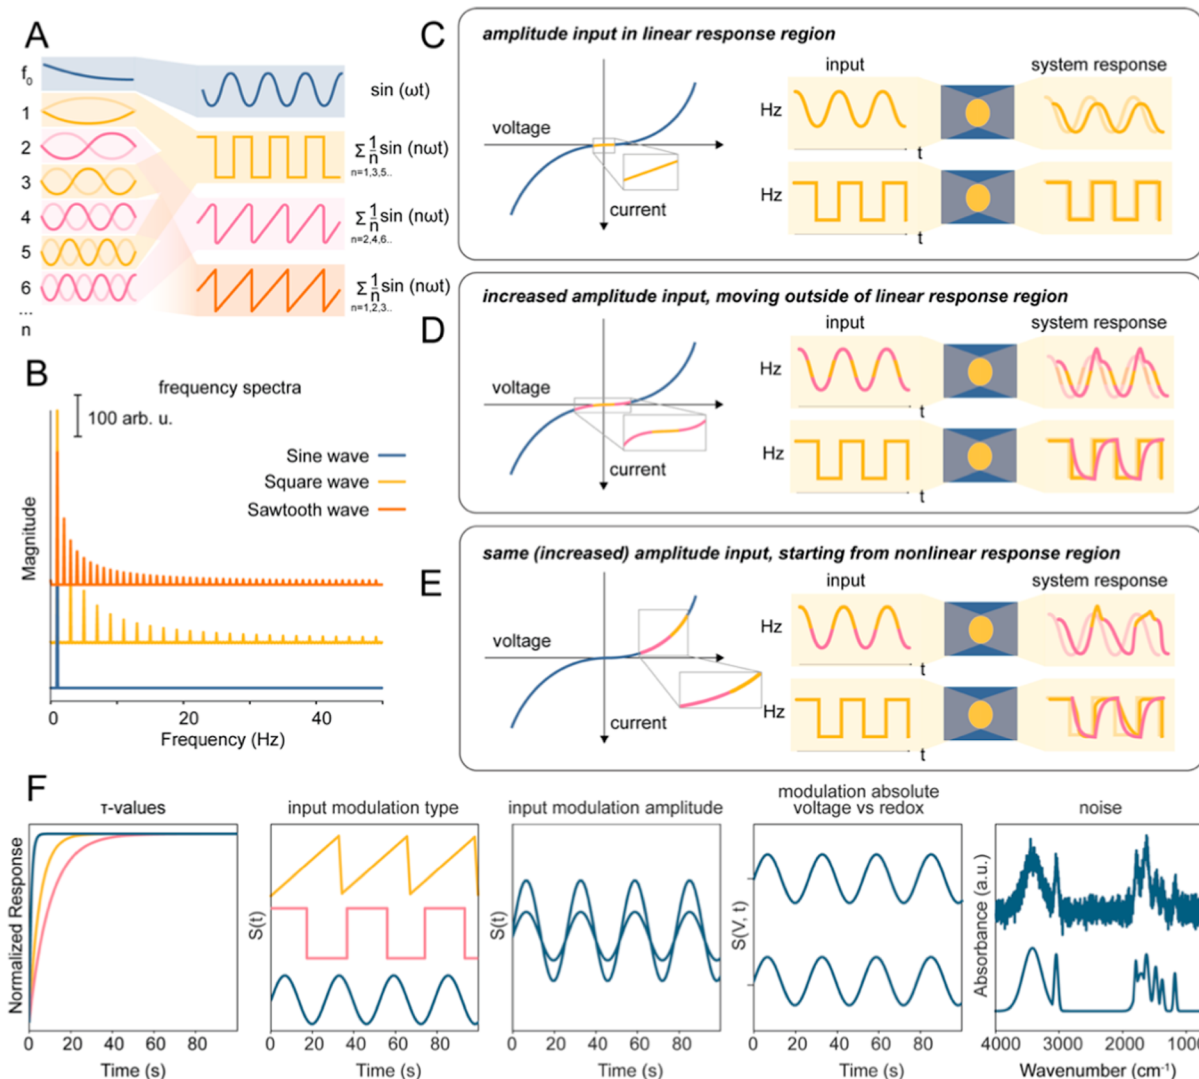 A
f0
1
2
3
4
5
6
...
n
sin (ωt)
Σ 1/n sin (nωt)
n=1,3,5..
Σ 1/n sin (nωt)
n=2,4,6..
Σ 1/n sin (nωt)
n=1,2,3..
B
frequency spectra
100 arb. u.
Sine wave
Square wave
Sawtooth wave
Magnitude
0
20
40
Frequency (Hz)
C
amplitude input in linear response region
voltage
current
input
system response
Hz
t
Hz
t
D
increased amplitude input, moving outside of linear response region
voltage
current
input
system response
Hz
t
Hz
t
E
same (increased) amplitude input, starting from nonlinear response region
voltage
current
input
system response
Hz
t
Hz
t
F
τ-values
Normalized Response
0
20
40
60
80
Time (s)
input modulation type
S(t)
0
20
40
60
80
Time (s)
input modulation amplitude
S(t)
0
20
40
60
80
Time (s)
modulation absolute
voltage vs redox
S(V, t)
0
20
40
60
80
Time (s)
noise
Absorbance (a.u.)
4000
3000
2000
1000
Wavenumber (cm⁻¹)